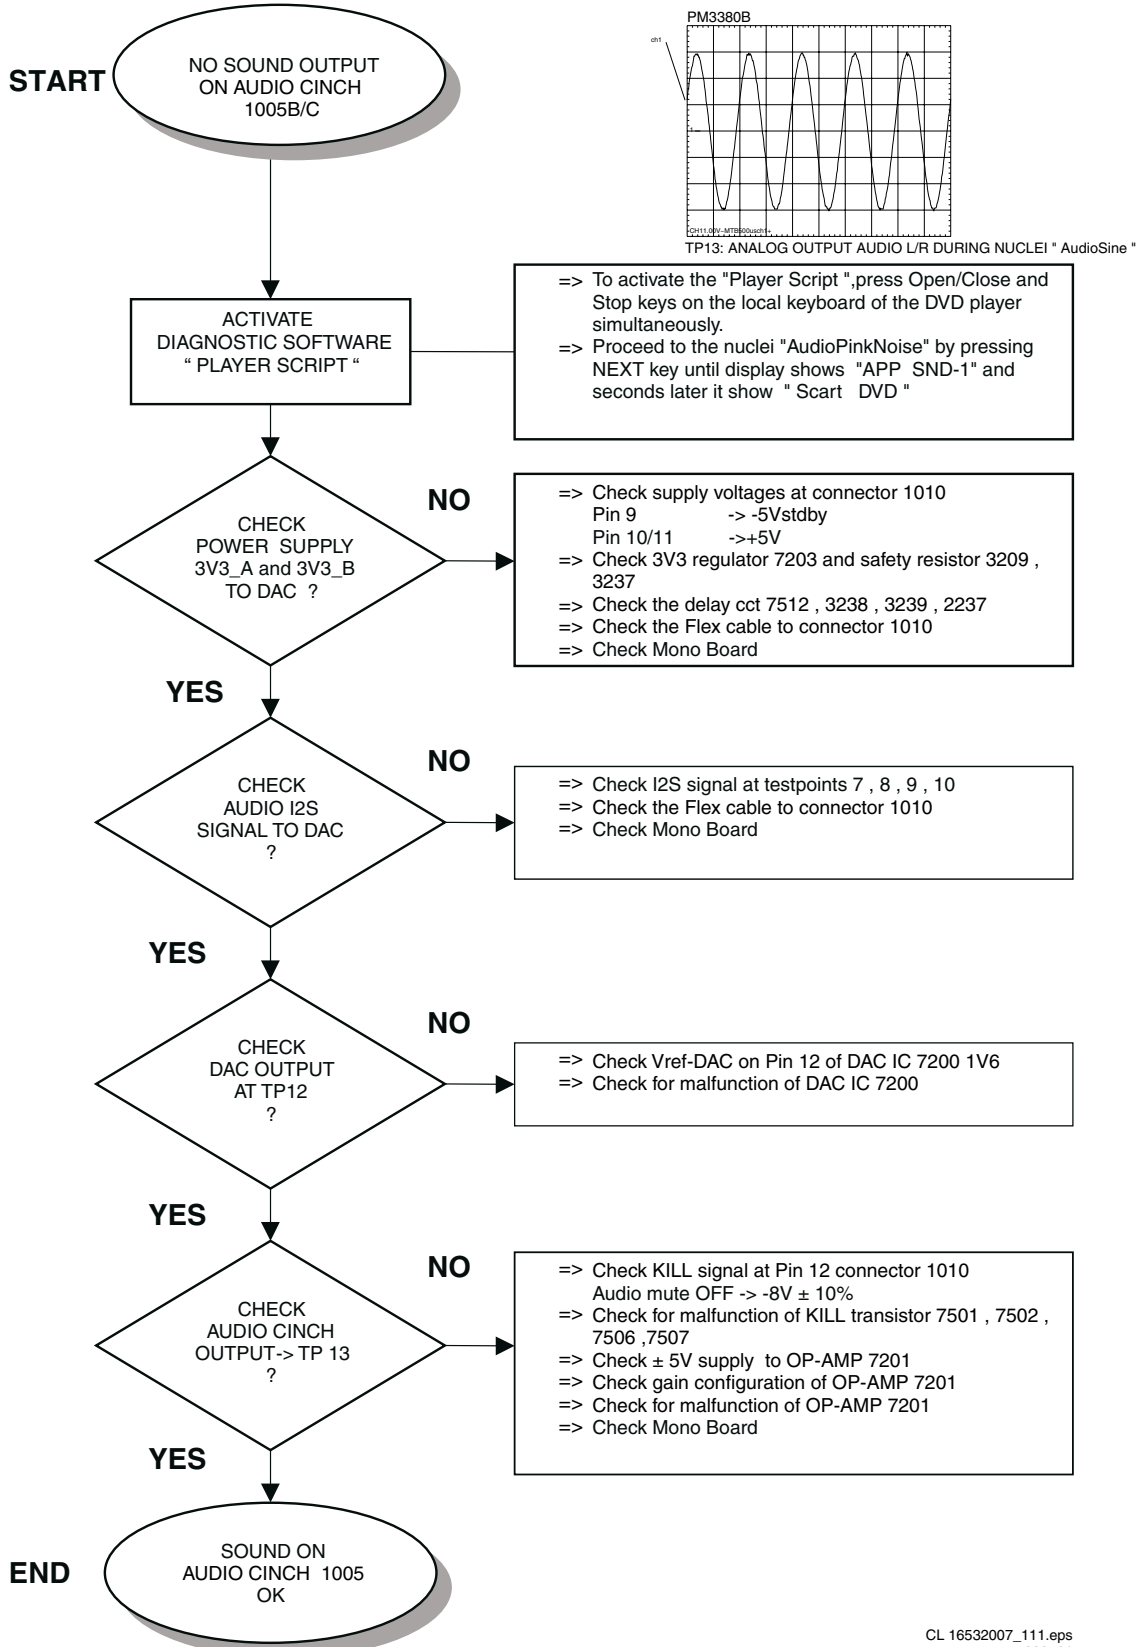 START
NO SOUND OUTPUT
ON AUDIO CINCH
1005B/C
PM3380B
ch1
1
CH11.00V~MTB500usch1+
TP13: ANALOG OUTPUT AUDIO L/R DURING NUCLEI " AudioSine "
ACTIVATE
DIAGNOSTIC SOFTWARE
“ PLAYER SCRIPT “
=> To activate the "Player Script ",press Open/Close and
Stop keys on the local keyboard of the DVD player
simultaneously.
=> Proceed to the nuclei "AudioPinkNoise" by pressing
NEXT key until display shows "APP SND-1" and
seconds later it show " Scart DVD "
CHECK
POWER SUPPLY
3V3_A and 3V3_B
TO DAC ?
NO
=> Check supply voltages at connector 1010
Pin 9 -> -5Vstdby
Pin 10/11 ->+5V
=> Check 3V3 regulator 7203 and safety resistor 3209 ,
3237
=> Check the delay cct 7512 , 3238 , 3239 , 2237
=> Check the Flex cable to connector 1010
=> Check Mono Board
YES
CHECK
AUDIO I2S
SIGNAL TO DAC
?
NO
=> Check I2S signal at testpoints 7 , 8 , 9 , 10
=> Check the Flex cable to connector 1010
=> Check Mono Board
YES
CHECK
DAC OUTPUT
AT TP12
?
NO
=> Check Vref-DAC on Pin 12 of DAC IC 7200 1V6
=> Check for malfunction of DAC IC 7200
YES
CHECK
AUDIO CINCH
OUTPUT-> TP 13
?
NO
=> Check KILL signal at Pin 12 connector 1010
Audio mute OFF -> -8V ± 10%
=> Check for malfunction of KILL transistor 7501 , 7502 ,
7506 ,7507
=> Check ± 5V supply to OP-AMP 7201
=> Check gain configuration of OP-AMP 7201
=> Check for malfunction of OP-AMP 7201
=> Check Mono Board
YES
END
SOUND ON
AUDIO CINCH 1005
OK
CL 16532007_111.eps